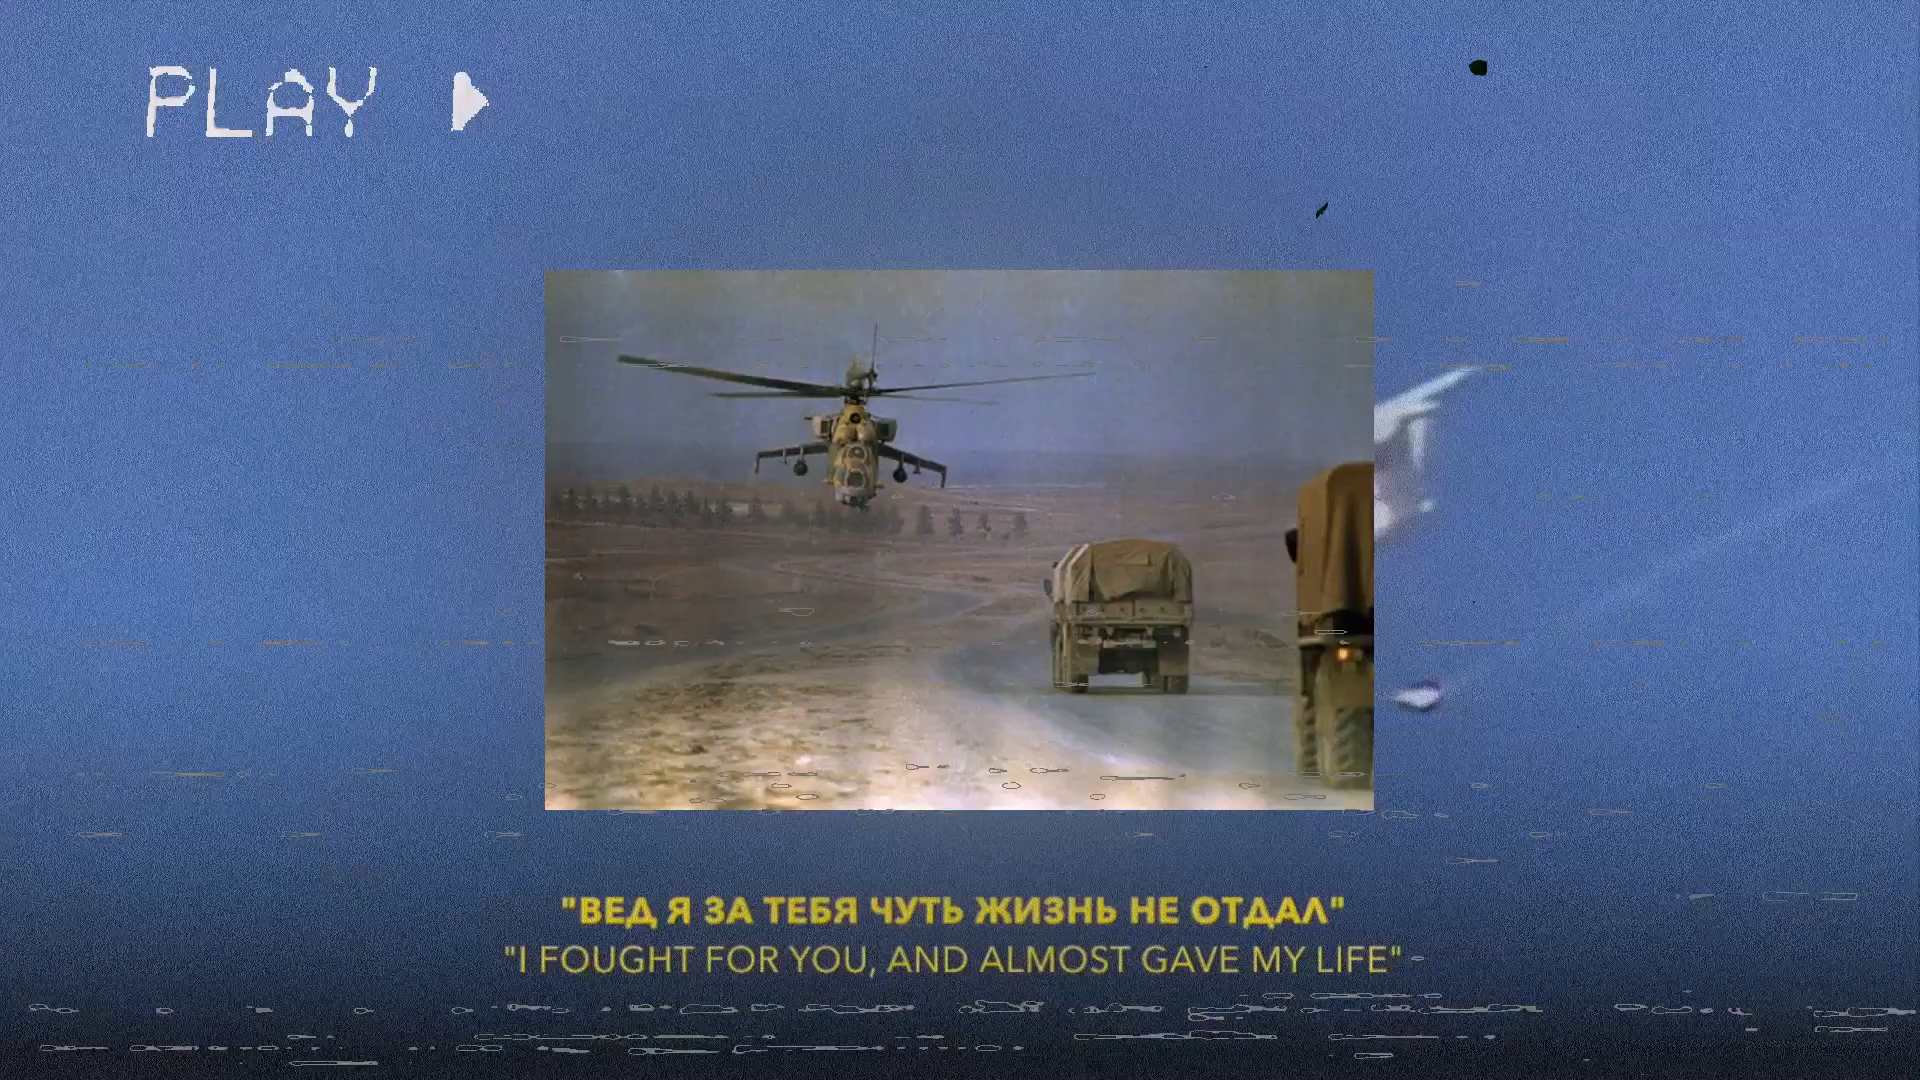 PLAY
"ВЕД Я ЗА ТЕБЯ ЧУТЬ ЖИЗНЬ НЕ ОТДАЛ"
"I FOUGHT FOR YOU, AND ALMOST GAVE MY LIFE"